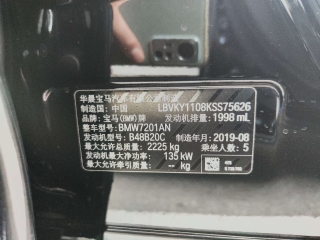 华晨宝马汽车有限公司制造
制造国：中国 LBVKY1108KSS75626
品牌：宝马(BMW)牌 发动机排量：1998 mL
整车型号：BMW7201AN
发动机型号：B48B20C 制造年月：2019-08
最大允许总质量：2225 kg 乘坐人数：5
发动机最大净功率：135 kW
最大允许牵引质量：-- kg